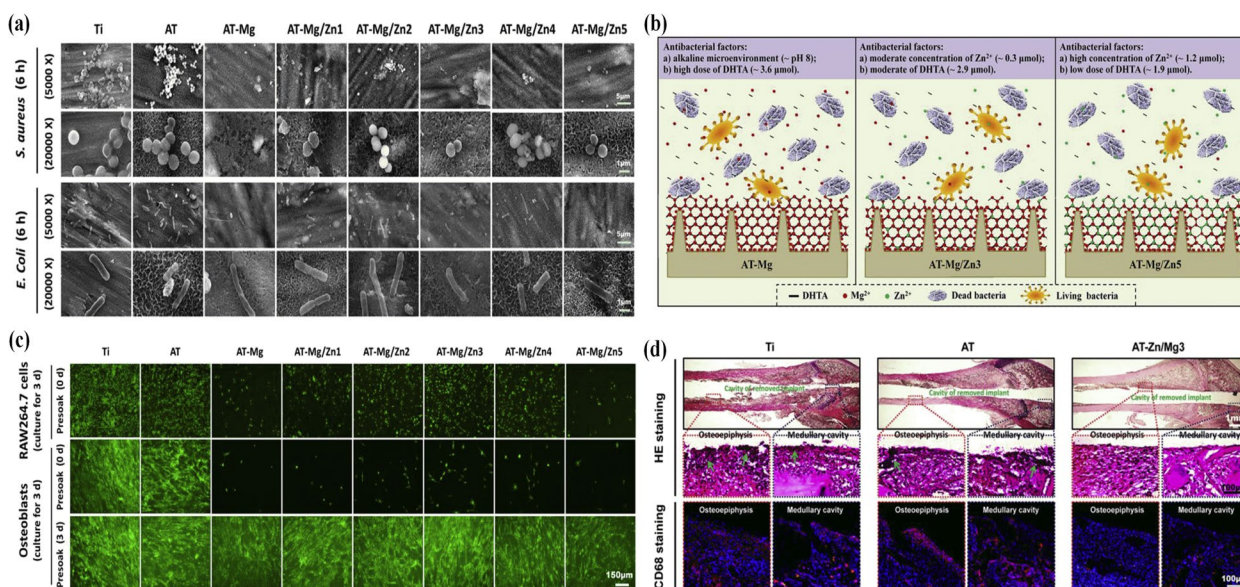 (a)
Ti AT AT-Mg AT-Mg/Zn1 AT-Mg/Zn2 AT-Mg/Zn3 AT-Mg/Zn4 AT-Mg/Zn5
S. aureus (6 h)
(5000 X)
5μm
(20000 X)
1μm
E. Coli (6 h)
(5000 X)
5μm
(20000 X)
1μm
(b)
Antibacterial factors:
a) alkaline microenvironment (~ pH 8);
b) high dose of DHTA (~ 3.6 μmol).
Antibacterial factors:
a) moderate concentration of Zn²⁺ (~ 0.3 μmol);
b) moderate of DHTA (~ 2.9 μmol).
Antibacterial factors:
a) high concentration of Zn²⁺ (~ 1.2 μmol);
b) low dose of DHTA (~ 1.9 μmol).
AT-Mg AT-Mg/Zn3 AT-Mg/Zn5
DHTA Mg²⁺ Zn²⁺ Dead bacteria Living bacteria
(c)
Ti AT AT-Mg AT-Mg/Zn1 AT-Mg/Zn2 AT-Mg/Zn3 AT-Mg/Zn4 AT-Mg/Zn5
RAW264.7 cells
(culture for 3 d)
Presoak (0 d)
Osteoblasts
(culture for 3 d)
Presoak (0 d)
Presoak (3 d)
150μm
(d)
Ti AT AT-Zn/Mg3
HE staining
Cavity of removed implant Cavity of removed implant Cavity of removed implant
1mm
Osteoepiphysis Medullary cavity Osteoepiphysis Medullary cavity Osteoepiphysis Medullary cavity
100μm
CD68 staining
Osteoepiphysis Medullary cavity Osteoepiphysis Medullary cavity Osteoepiphysis Medullary cavity
100μm